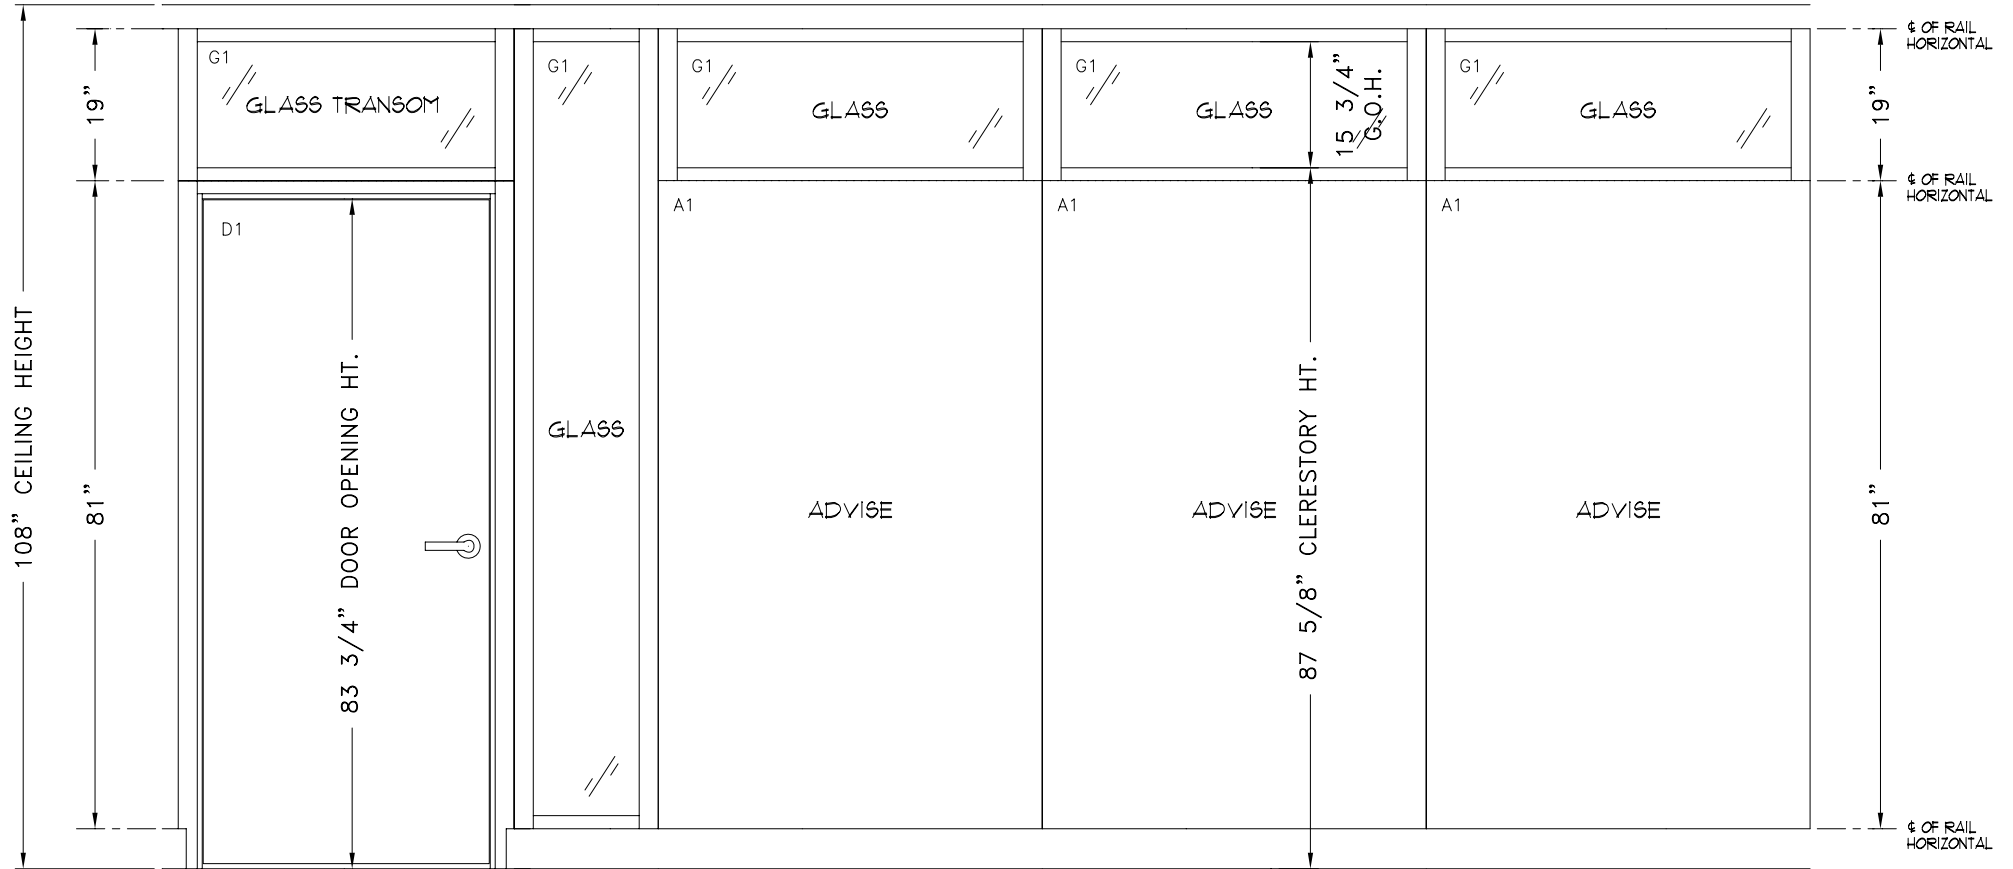 ℄ OF RAIL
HORIZONTAL
G1
GLASS TRANSOM
G1
G1
GLASS
G1
GLASS
15 3/4"
G.O.H.
G1
GLASS
19"
19"
℄ OF RAIL
HORIZONTAL
D1
A1
A1
A1
108" CEILING HEIGHT
81"
83 3/4" DOOR OPENING HT.
GLASS
ADVISE
ADVISE
87 5/8" CLERESTORY HT.
ADVISE
81"
℄ OF RAIL
HORIZONTAL